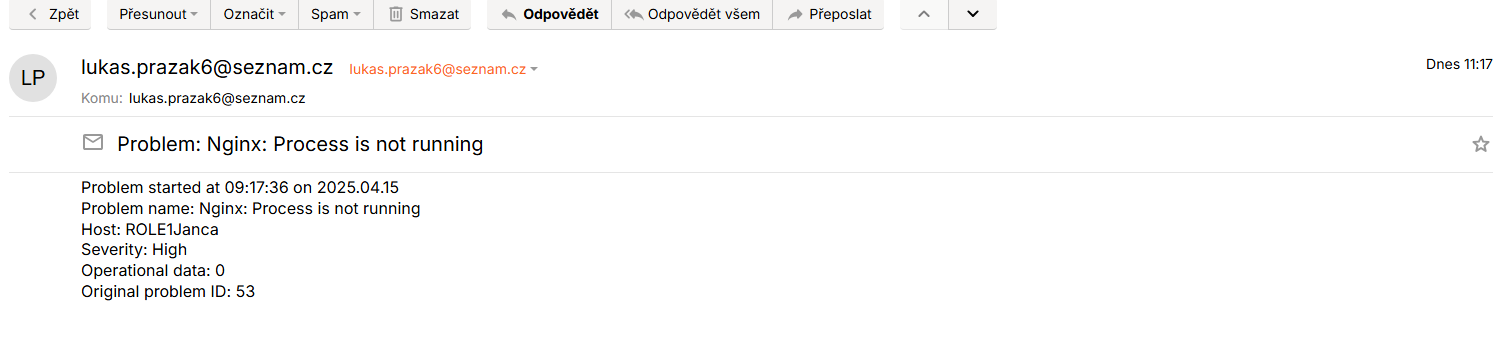 Zpět Přesunout Označit Spam Smazat Odpovědět Odpovědět všem Přeposlat
LP lukas.prazak6@seznam.cz lukas.prazak6@seznam.cz Dnes 11:17
Komu: lukas.prazak6@seznam.cz
Problem: Nginx: Process is not running
Problem started at 09:17:36 on 2025.04.15
Problem name: Nginx: Process is not running
Host: ROLE1Janca
Severity: High
Operational data: 0
Original problem ID: 53